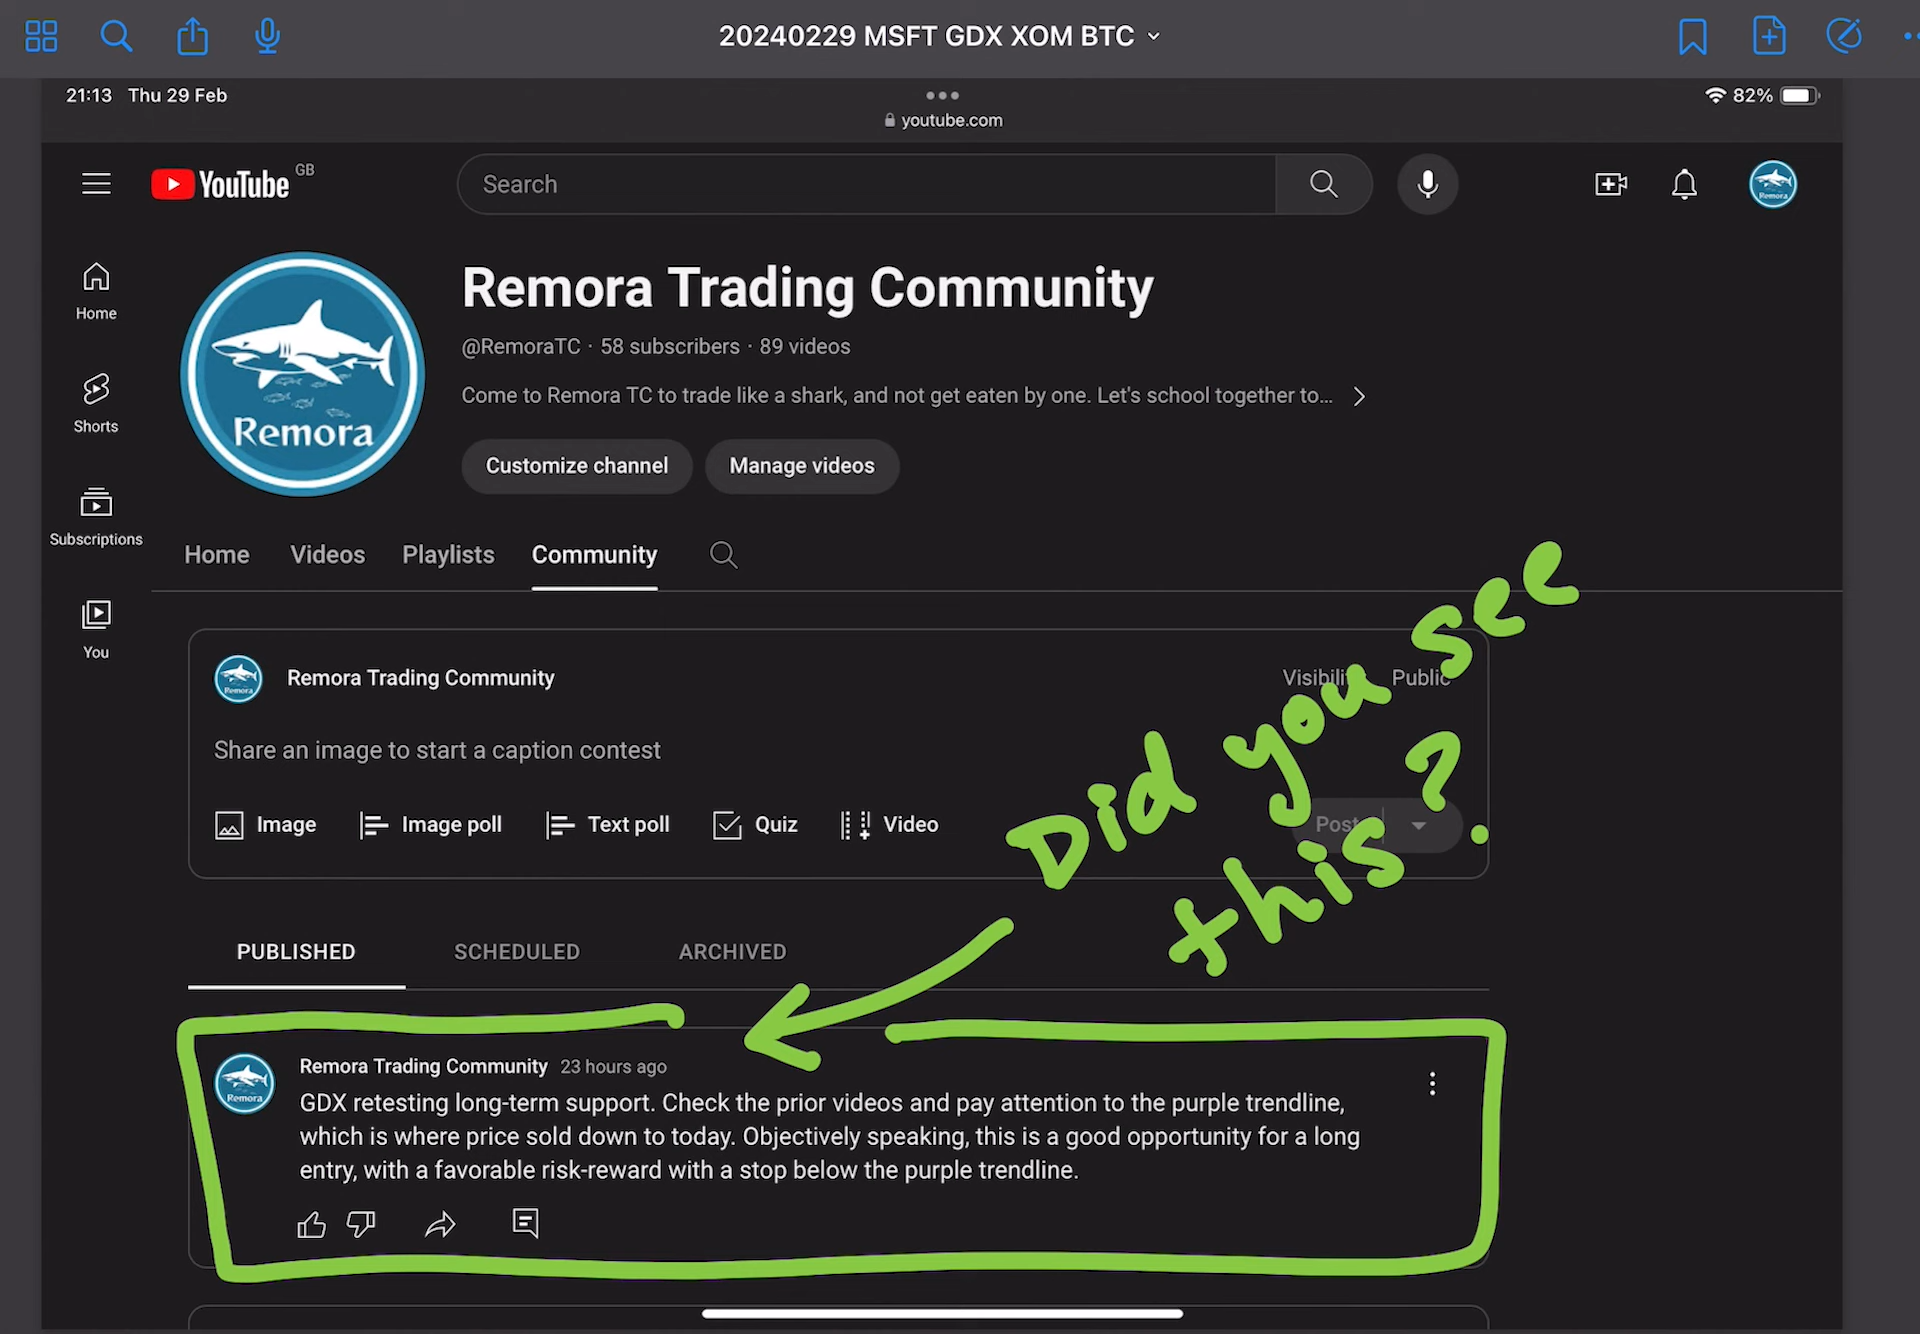 20240229 MSFT GDX XOM BTC
21:13 Thu 29 Feb
82%
youtube.com
YouTube GB
Search
Remora
Home
Shorts
Subscriptions
You
Remora
Remora Trading Community
@RemoraTC · 58 subscribers · 89 videos
Come to Remora TC to trade like a shark, and not get eaten by one. Let's school together to...
Customize channel
Manage videos
Home Videos Playlists Community
Remora
Remora Trading Community
Visibility Public
Share an image to start a caption contest
Image Image poll Text poll Quiz Video
Post
Did you see
this?
PUBLISHED SCHEDULED ARCHIVED
Remora
Remora Trading Community 23 hours ago
GDX retesting long-term support. Check the prior videos and pay attention to the purple trendline,
which is where price sold down to today. Objectively speaking, this is a good opportunity for a long
entry, with a favorable risk-reward with a stop below the purple trendline.